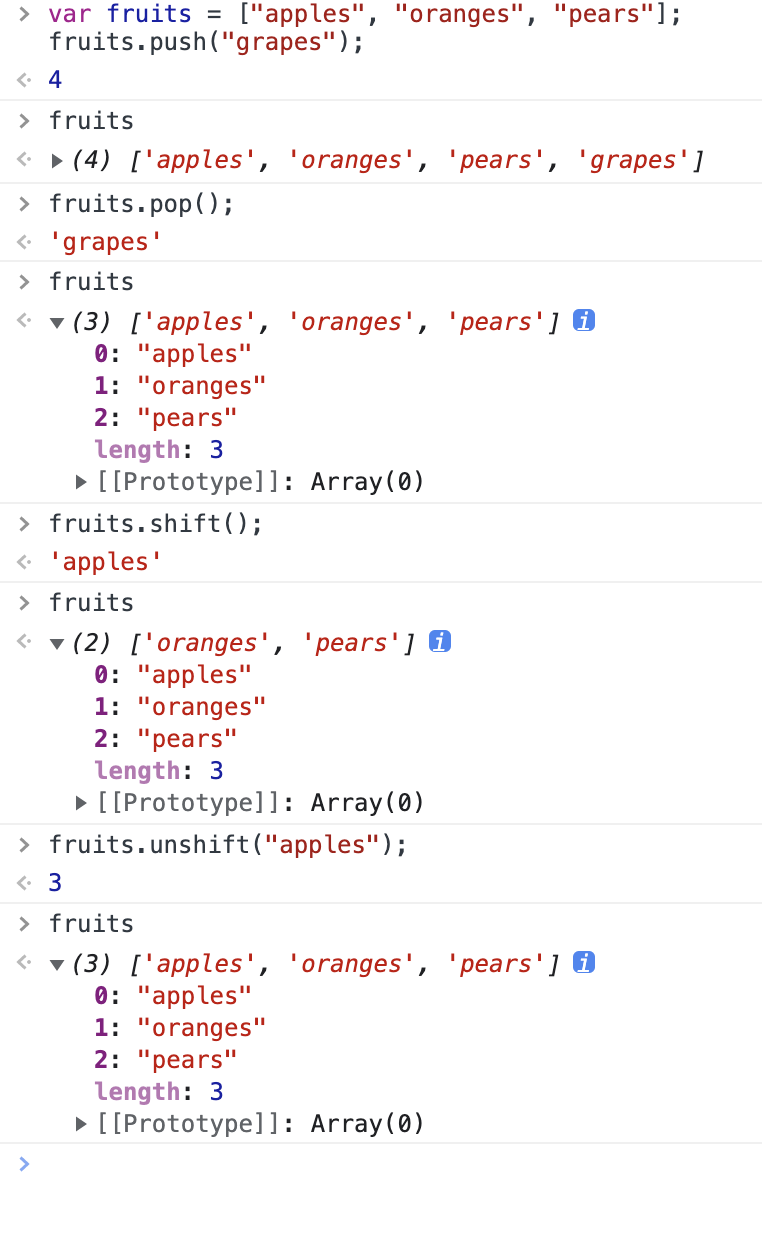 > var fruits = ["apples", "oranges", "pears"];
fruits.push("grapes");
4
> fruits
(4) ['apples', 'oranges', 'pears', 'grapes']
> fruits.pop();
'grapes'
> fruits
(3) ['apples', 'oranges', 'pears'] i
0: "apples"
1: "oranges"
2: "pears"
length: 3
[[Prototype]]: Array(0)
> fruits.shift();
'apples'
> fruits
(2) ['oranges', 'pears'] i
0: "apples"
1: "oranges"
2: "pears"
length: 3
[[Prototype]]: Array(0)
> fruits.unshift("apples");
3
> fruits
(3) ['apples', 'oranges', 'pears'] i
0: "apples"
1: "oranges"
2: "pears"
length: 3
[[Prototype]]: Array(0)
>